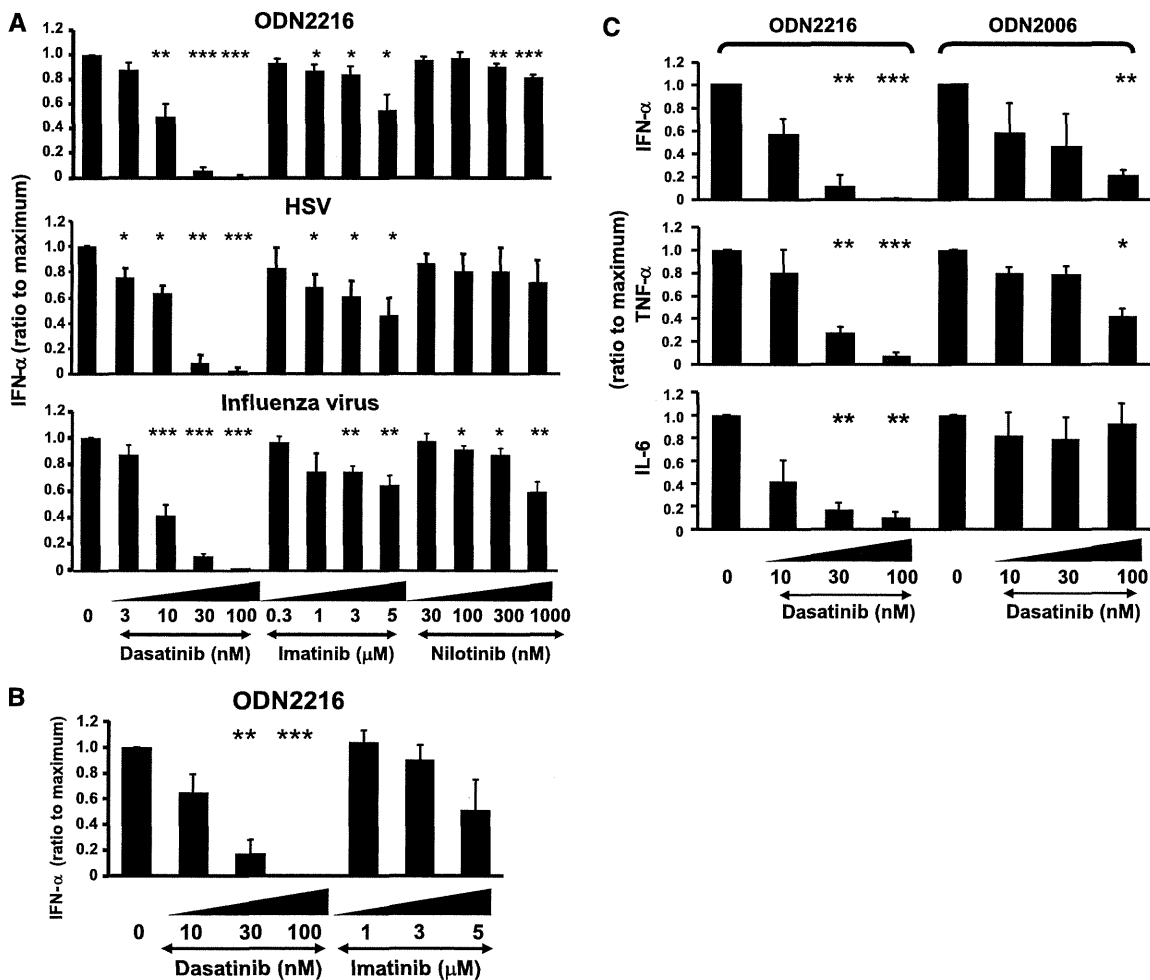 A
ODN2216
1.2
1.0
0.8
0.6
0.4
0.2
0
** *** *** * * * ** ***
HSV
1.2
1.0
0.8
0.6
0.4
0.2
0
* * ** *** * * *
Influenza virus
1.2
1.0
0.8
0.6
0.4
0.2
0
*** *** *** ** ** * * **
IFN-α (ratio to maximum)
0 3 10 30 100 0.3 1 3 5 30 100 300 1000
Dasatinib (nM) Imatinib (μM) Nilotinib (nM)
B
ODN2216
1.2
1.0
0.8
0.6
0.4
0.2
0
** ***
IFN-α (ratio to maximum)
0 10 30 100 1 3 5
Dasatinib (nM) Imatinib (μM)
C
ODN2216 ODN2006
1.2
1.0
0.8
0.6
0.4
0.2
0
** *** **
IFN-α
1.2
1.0
0.8
0.6
0.4
0.2
0
** *** *
TNF-α
(ratio to maximum)
1.2
1.0
0.8
0.6
0.4
0.2
0
** **
IL-6
0 10 30 100 0 10 30 100
Dasatinib (nM) Dasatinib (nM)